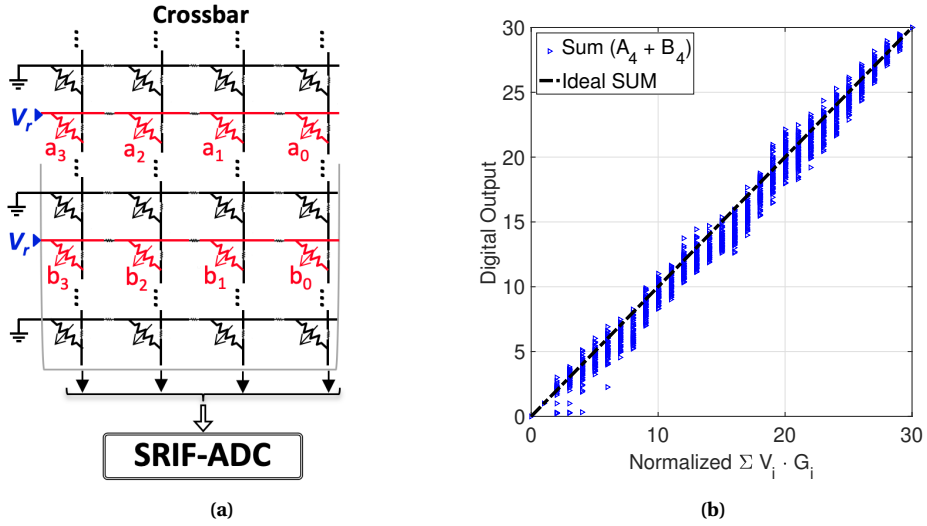 Crossbar
V_r
a_3 a_2 a_1 a_0
V_r
b_3 b_2 b_1 b_0
SRIF-ADC
(a)
30
25
20
15
10
5
0
Digital Output
Sum (A_4 + B_4)
Ideal SUM
0 10 20 30
Normalized Σ V_i · G_i
(b)